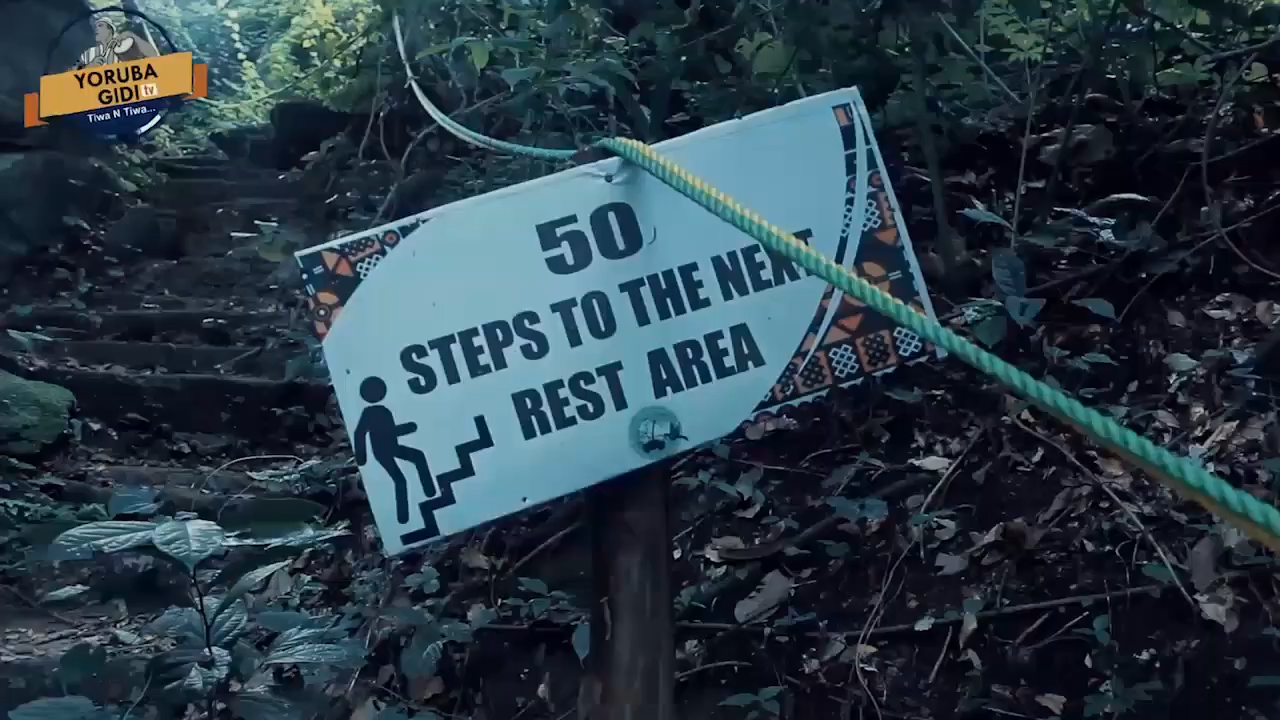 YORUBA
GIDI tv
Tiwa N Tiwa...
50
STEPS TO THE NEXT
REST AREA